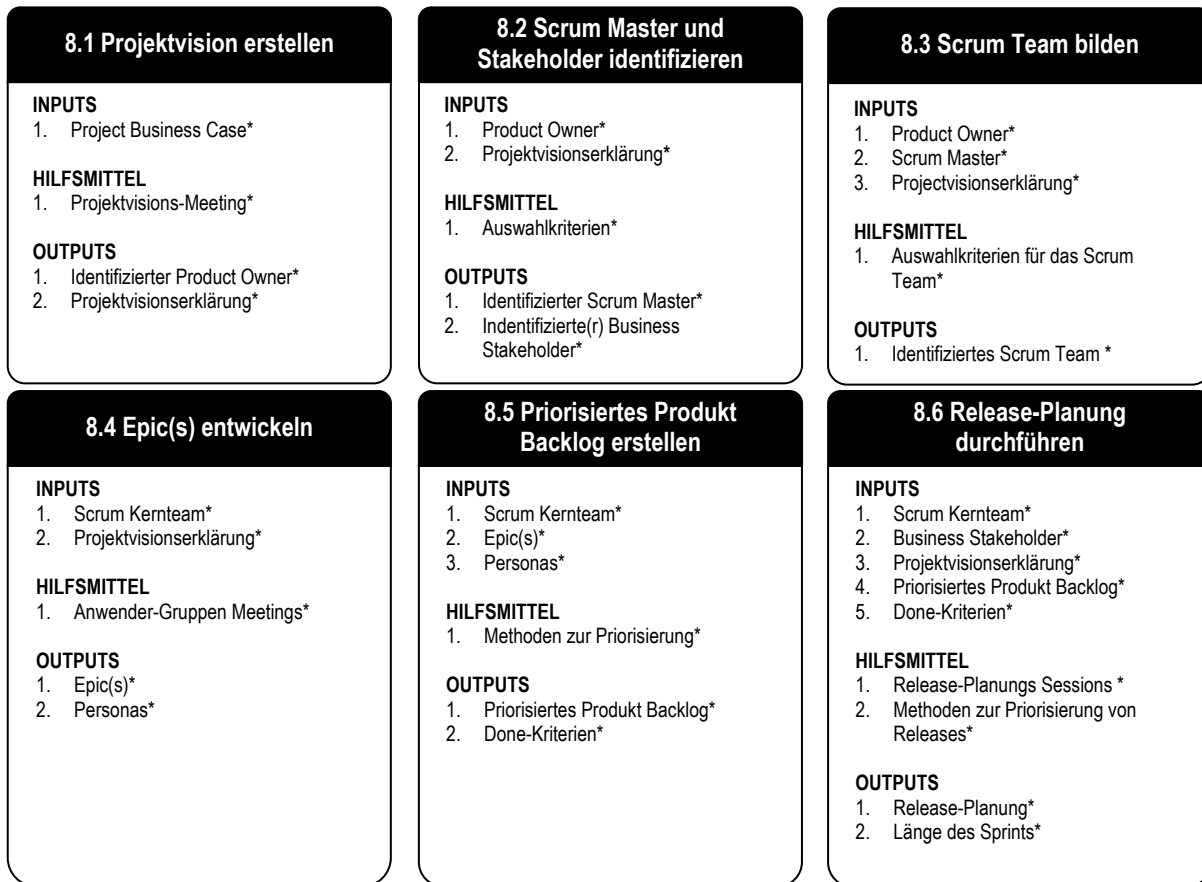 8.1 Projektvision erstellen
INPUTS
1. Project Business Case*
HILFSMITTEL
1. Projektvisions-Meeting*
OUTPUTS
1. Identifizierter Product Owner*
2. Projektvisionserklärung*
8.2 Scrum Master und
Stakeholder identifizieren
INPUTS
1. Product Owner*
2. Projektvisionserklärung*
HILFSMITTEL
1. Auswahlkriterien*
OUTPUTS
1. Identifizierter Scrum Master*
2. Indentifizierte(r) Business
Stakeholder*
8.3 Scrum Team bilden
INPUTS
1. Product Owner*
2. Scrum Master*
3. Projectvisionserklärung*
HILFSMITTEL
1. Auswahlkriterien für das Scrum
Team*
OUTPUTS
1. Identifiziertes Scrum Team *
8.4 Epic(s) entwickeln
INPUTS
1. Scrum Kernteam*
2. Projektvisionserklärung*
HILFSMITTEL
1. Anwender-Gruppen Meetings*
OUTPUTS
1. Epic(s)*
2. Personas*
8.5 Priorisiertes Produkt
Backlog erstellen
INPUTS
1. Scrum Kernteam*
2. Epic(s)*
3. Personas*
HILFSMITTEL
1. Methoden zur Priorisierung*
OUTPUTS
1. Priorisiertes Produkt Backlog*
2. Done-Kriterien*
8.6 Release-Planung
durchführen
INPUTS
1. Scrum Kernteam*
2. Business Stakeholder*
3. Projektvisionserklärung*
4. Priorisiertes Produkt Backlog*
5. Done-Kriterien*
HILFSMITTEL
1. Release-Planungs Sessions *
2. Methoden zur Priorisierung von
Releases*
OUTPUTS
1. Release-Planung*
2. Länge des Sprints*